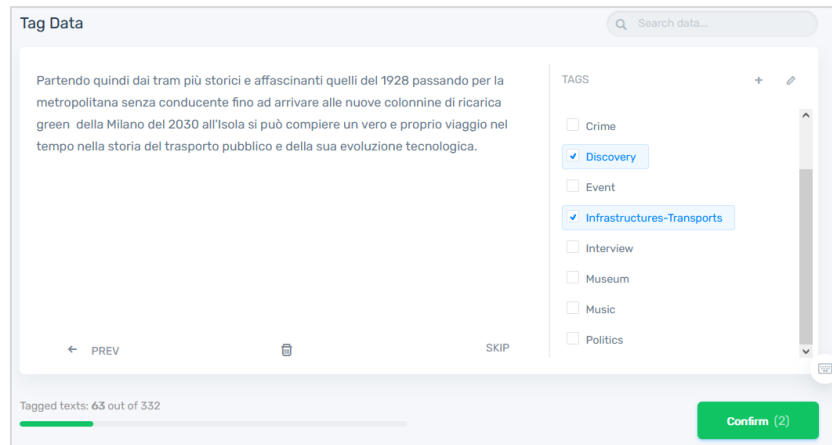 Tag Data
Search data...
Partendo quindi dai tram più storici e affascinanti quelli del 1928 passando per la
metropolitana senza conducente fino ad arrivare alle nuove colonnine di ricarica
green  della Milano del 2030 all'Isola si può compiere un vero e proprio viaggio nel
tempo nella storia del trasporto pubblico e della sua evoluzione tecnologica.
TAGS
Crime
Discovery
Event
Infrastructures-Transports
Interview
Museum
Music
Politics
← PREV
SKIP
Tagged texts: 63 out of 332
Confirm (2)